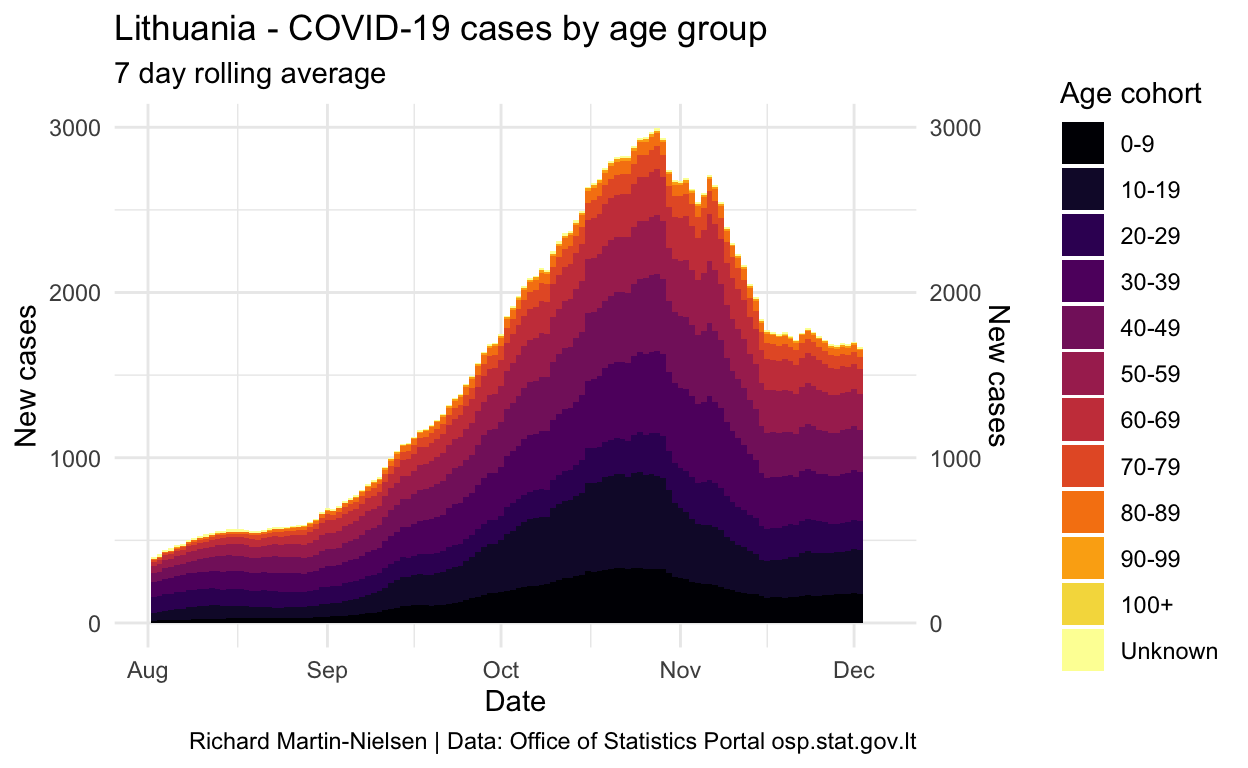 Lithuania - COVID-19 cases by age group
7 day rolling average
New cases
3000
2000
1000
0
3000
2000
1000
0
New cases
Aug Sep Oct Nov Dec
Date
Age cohort
0-9
10-19
20-29
30-39
40-49
50-59
60-69
70-79
80-89
90-99
100+
Unknown
Richard Martin-Nielsen | Data: Office of Statistics Portal osp.stat.gov.lt